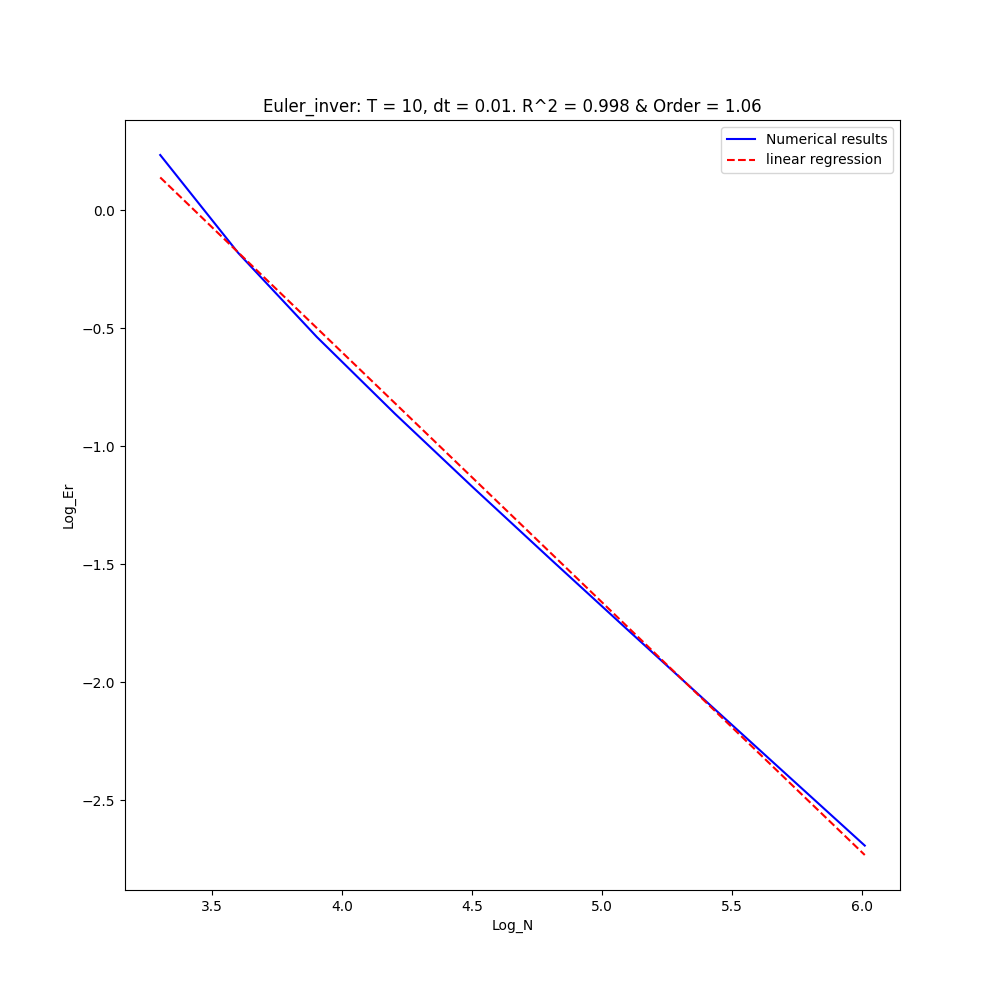 Euler_inver: T = 10, dt = 0.01. R^2 = 0.998 & Order = 1.06
Numerical results
linear regression
0.0
−0.5
−1.0
−1.5
−2.0
−2.5
Log_Er
3.5 4.0 4.5 5.0 5.5 6.0
Log_N